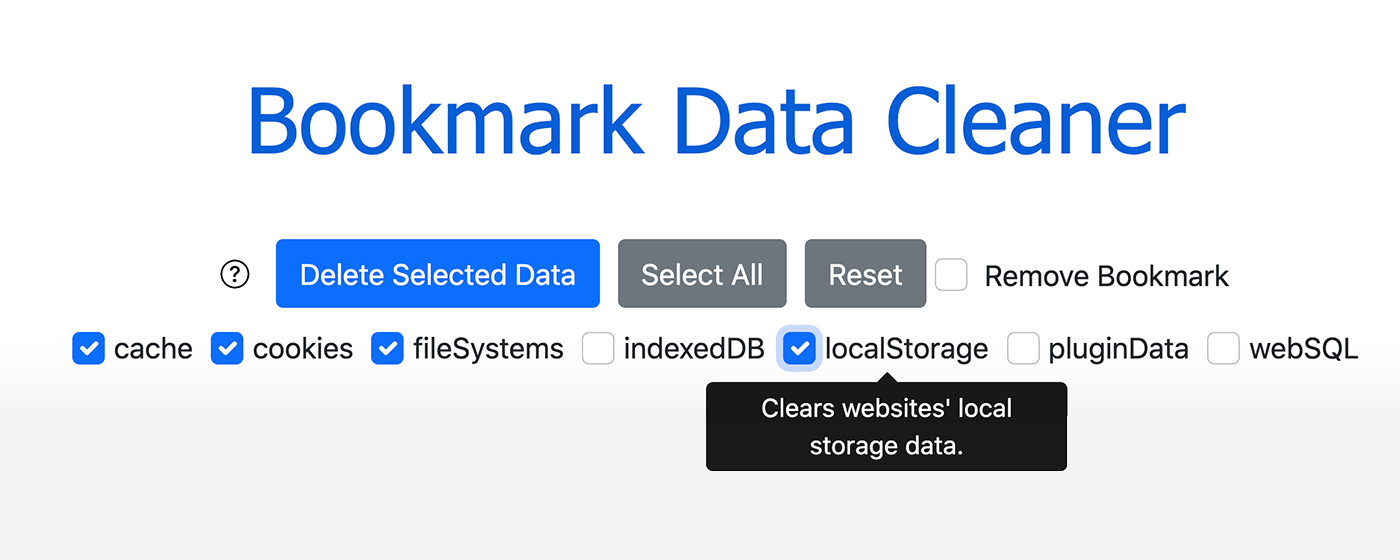 Bookmark Data Cleaner
? Delete Selected Data Select All Reset Remove Bookmark
cache cookies fileSystems indexedDB localStorage pluginData webSQL
Clears websites' local
storage data.